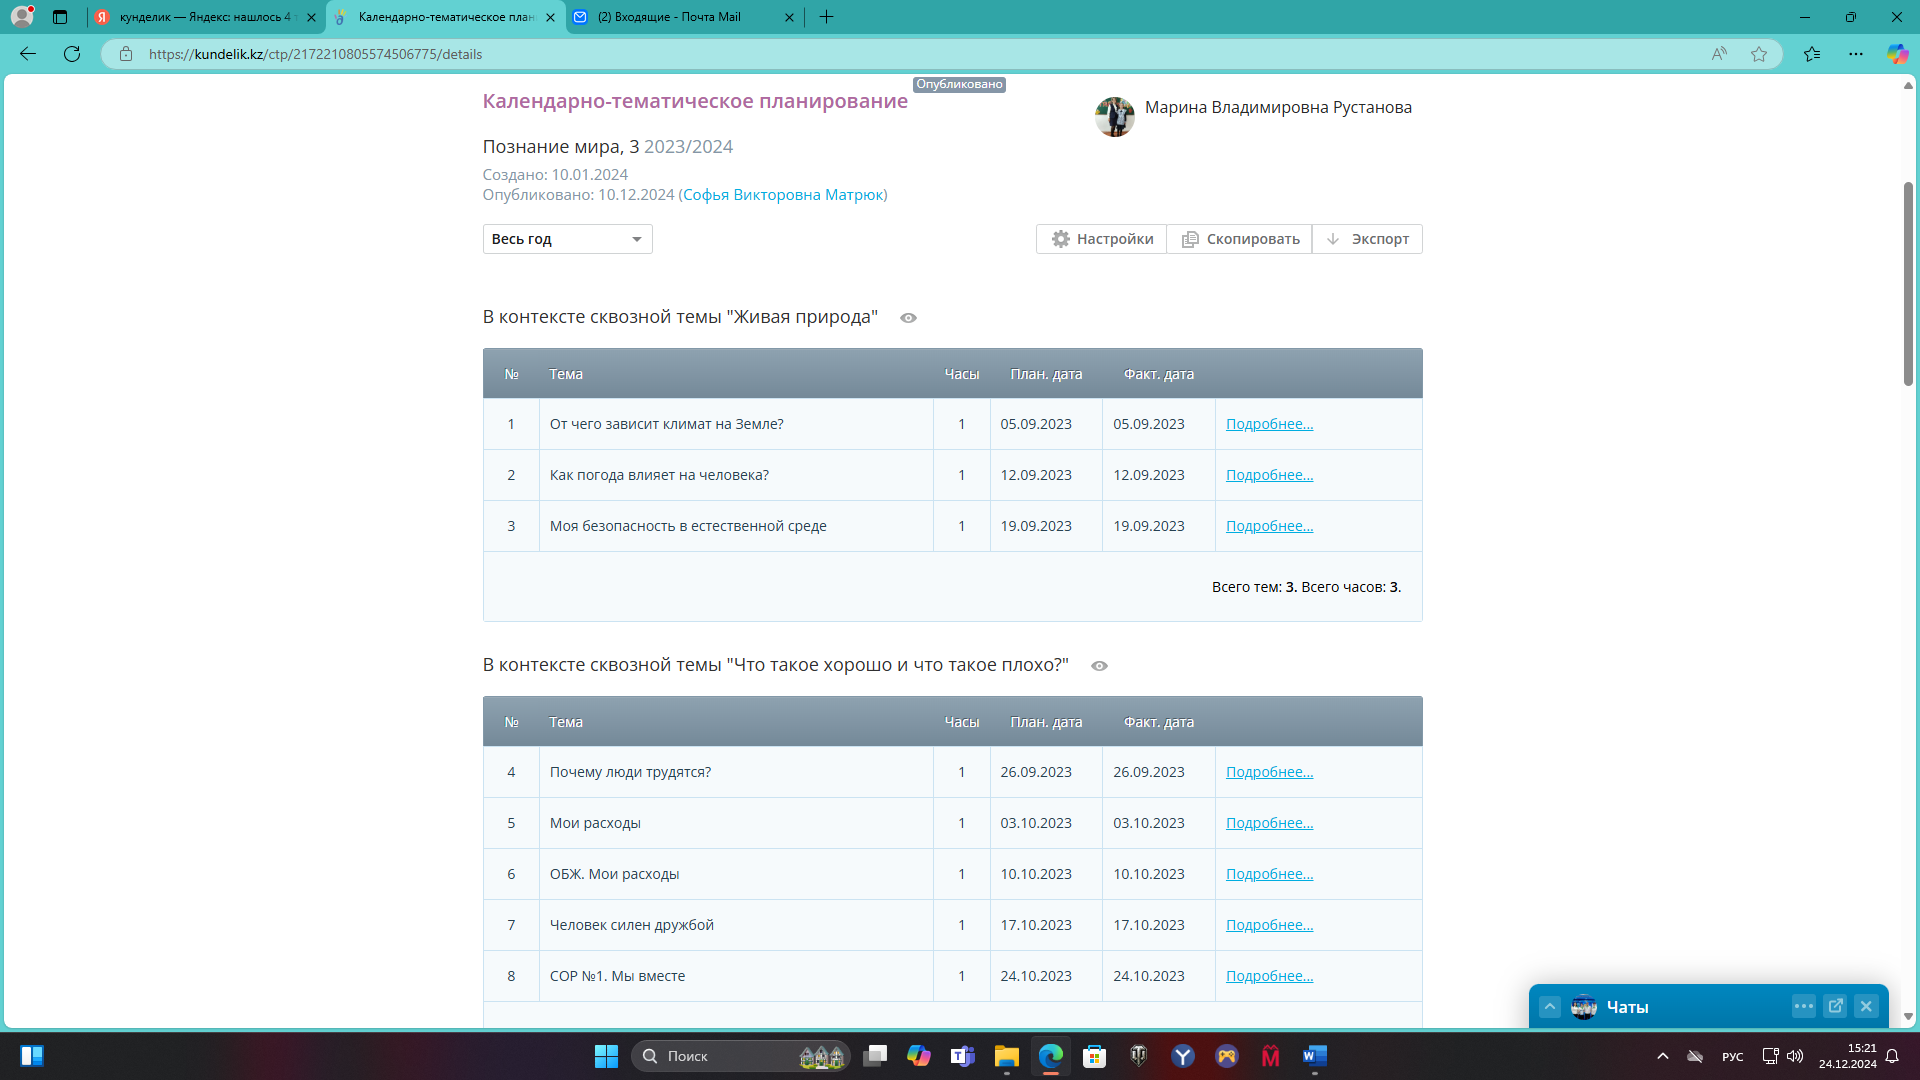 кунделик — Яндекс: нашлось 4 т
Календарно-тематическое план
(2) Входящие - Почта Mail
https://kundelik.kz/ctp/2172210805574506775/details
Опубликовано
Календарно-тематическое планирование
Марина Владимировна Рустанова
Познание мира, 3 2023/2024
Создано: 10.01.2024
Опубликовано: 10.12.2024 (Софья Викторовна Матрюк)
Весь год
Настройки Скопировать Экспорт
В контексте сквозной темы "Живая природа"
№ Тема Часы План. дата Факт. дата
1 От чего зависит климат на Земле? 1 05.09.2023 05.09.2023 Подробнее...
2 Как погода влияет на человека? 1 12.09.2023 12.09.2023 Подробнее...
3 Моя безопасность в естественной среде 1 19.09.2023 19.09.2023 Подробнее...
Всего тем: 3. Всего часов: 3.
В контексте сквозной темы "Что такое хорошо и что такое плохо?"
№ Тема Часы План. дата Факт. дата
4 Почему люди трудятся? 1 26.09.2023 26.09.2023 Подробнее...
5 Мои расходы 1 03.10.2023 03.10.2023 Подробнее...
6 ОБЖ. Мои расходы 1 10.10.2023 10.10.2023 Подробнее...
7 Человек силен дружбой 1 17.10.2023 17.10.2023 Подробнее...
8 СОР №1. Мы вместе 1 24.10.2023 24.10.2023 Подробнее...
Чаты
Поиск
РУС
15:21
24.12.2024